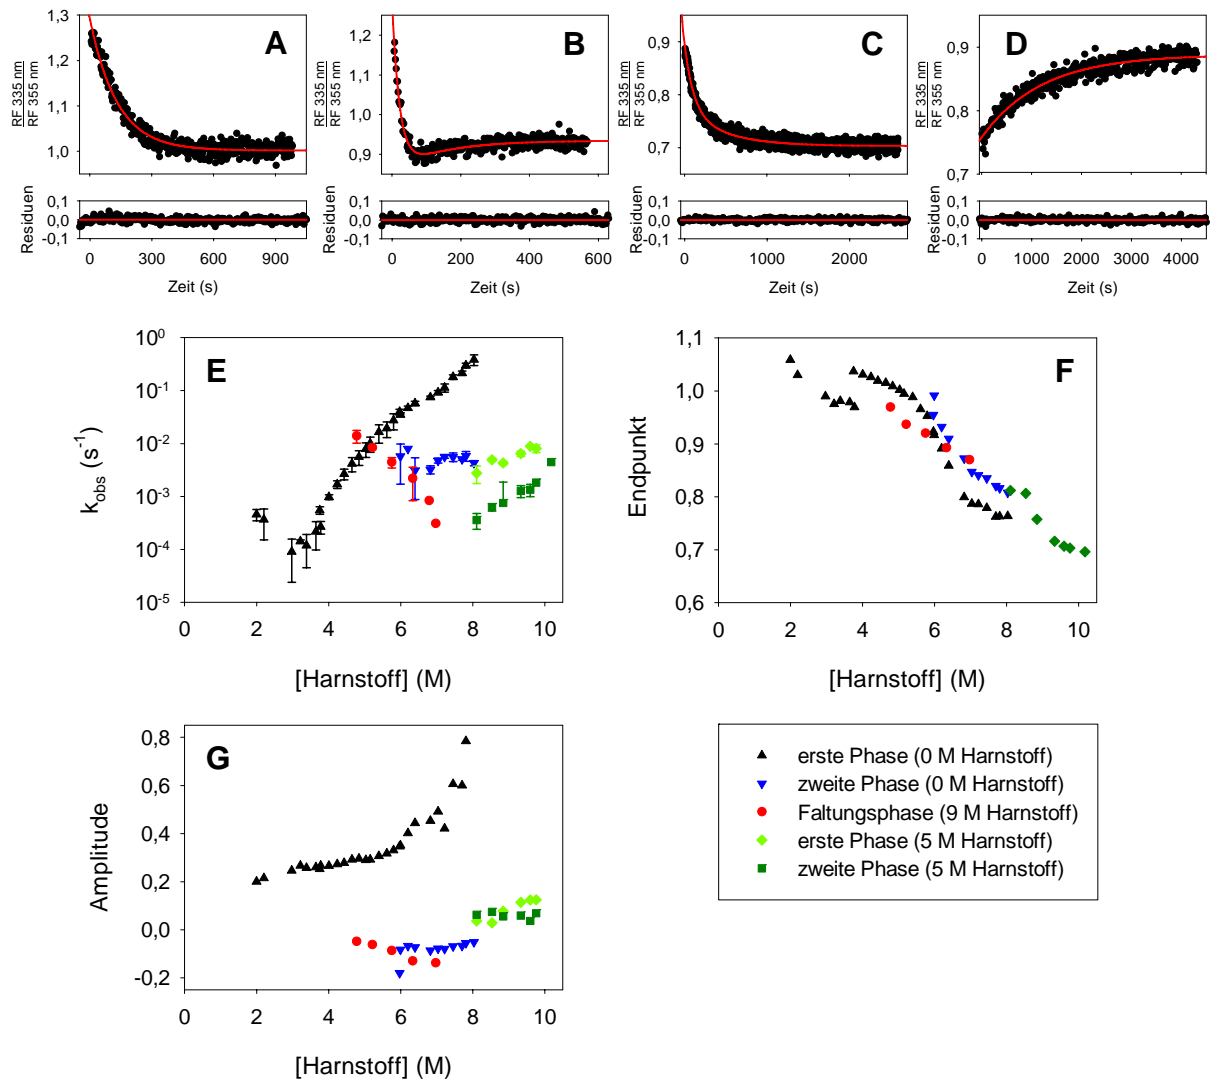 1,3
1,2
1,1
1,0
RF 335 nm
RF 355 nm
A
1,2
1,1
1,0
0,9
RF 335 nm
RF 355 nm
B
0,9
0,8
0,7
RF 335 nm
RF 355 nm
C
0,9
0,8
0,7
RF 335 nm
RF 355 nm
D
0,1
0,0
-0,1
Residuen
0 300 600 900
Zeit (s)
0,1
0,0
-0,1
Residuen
0 200 400 600
Zeit (s)
0,1
0,0
-0,1
Residuen
0 1000 2000
Zeit (s)
0,1
0,0
-0,1
Residuen
0 1000 2000 3000 4000
Zeit (s)
E
10⁰
10⁻¹
10⁻²
10⁻³
10⁻⁴
10⁻⁵
k_obs (s⁻¹)
0 2 4 6 8 10
[Harnstoff] (M)
F
1,1
1,0
0,9
0,8
0,7
0,6
Endpunkt
0 2 4 6 8 10
[Harnstoff] (M)
G
0,8
0,6
0,4
0,2
0,0
-0,2
Amplitude
0 2 4 6 8 10
[Harnstoff] (M)
erste Phase (0 M Harnstoff)
zweite Phase (0 M Harnstoff)
Faltungsphase (9 M Harnstoff)
erste Phase (5 M Harnstoff)
zweite Phase (5 M Harnstoff)